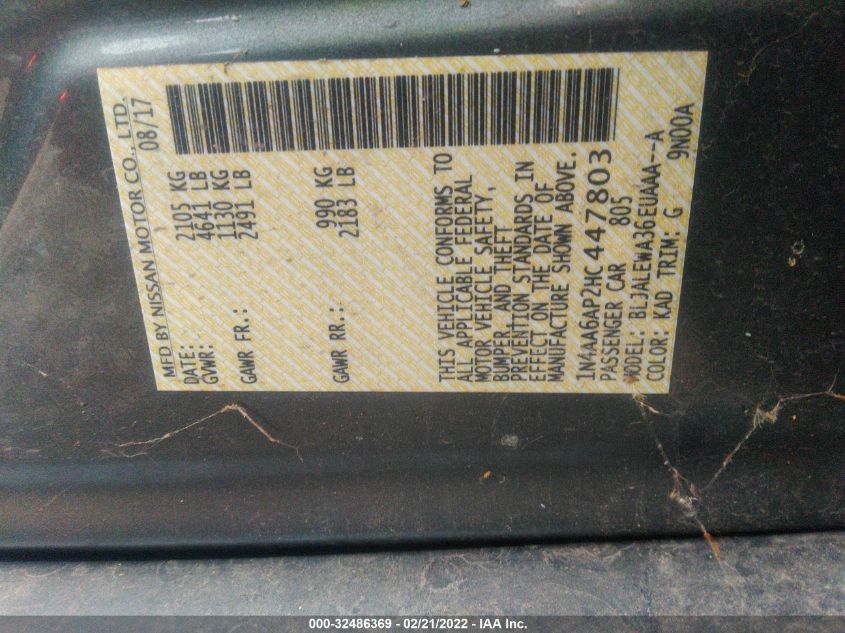 MFD BY NISSAN MOTOR CO., LTD.
DATE: 08/17
GVWR: 2105 KG
4641 LB
GAWR FR.: 1130 KG
2491 LB
GAWR RR.: 990 KG
2183 LB
THIS VEHICLE CONFORMS TO
ALL APPLICABLE FEDERAL
MOTOR VEHICLE SAFETY,
BUMPER, AND THEFT
PREVENTION STANDARDS IN
EFFECT ON THE DATE OF
MANUFACTURE SHOWN ABOVE.
1N4AA6AP2HC447803
PASSENGER CAR 805
MODEL: BLJALEWA36EUAAA--A
COLOR: KAD TRIM: G 9N00A
000-32486369 - 02/21/2022 - IAA Inc.